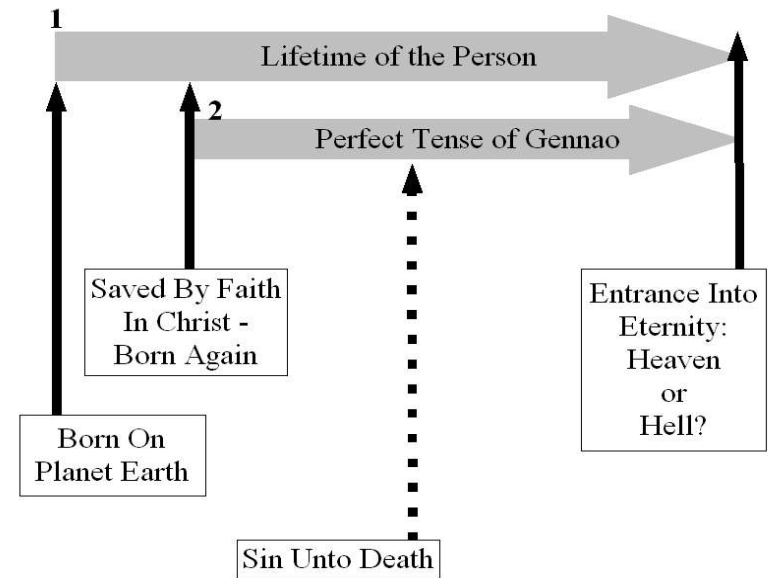 1
Lifetime of the Person
2
Perfect Tense of Gennao
Saved By Faith
In Christ -
Born Again
Entrance Into
Eternity:
Heaven
or
Hell?
Born On
Planet Earth
Sin Unto Death